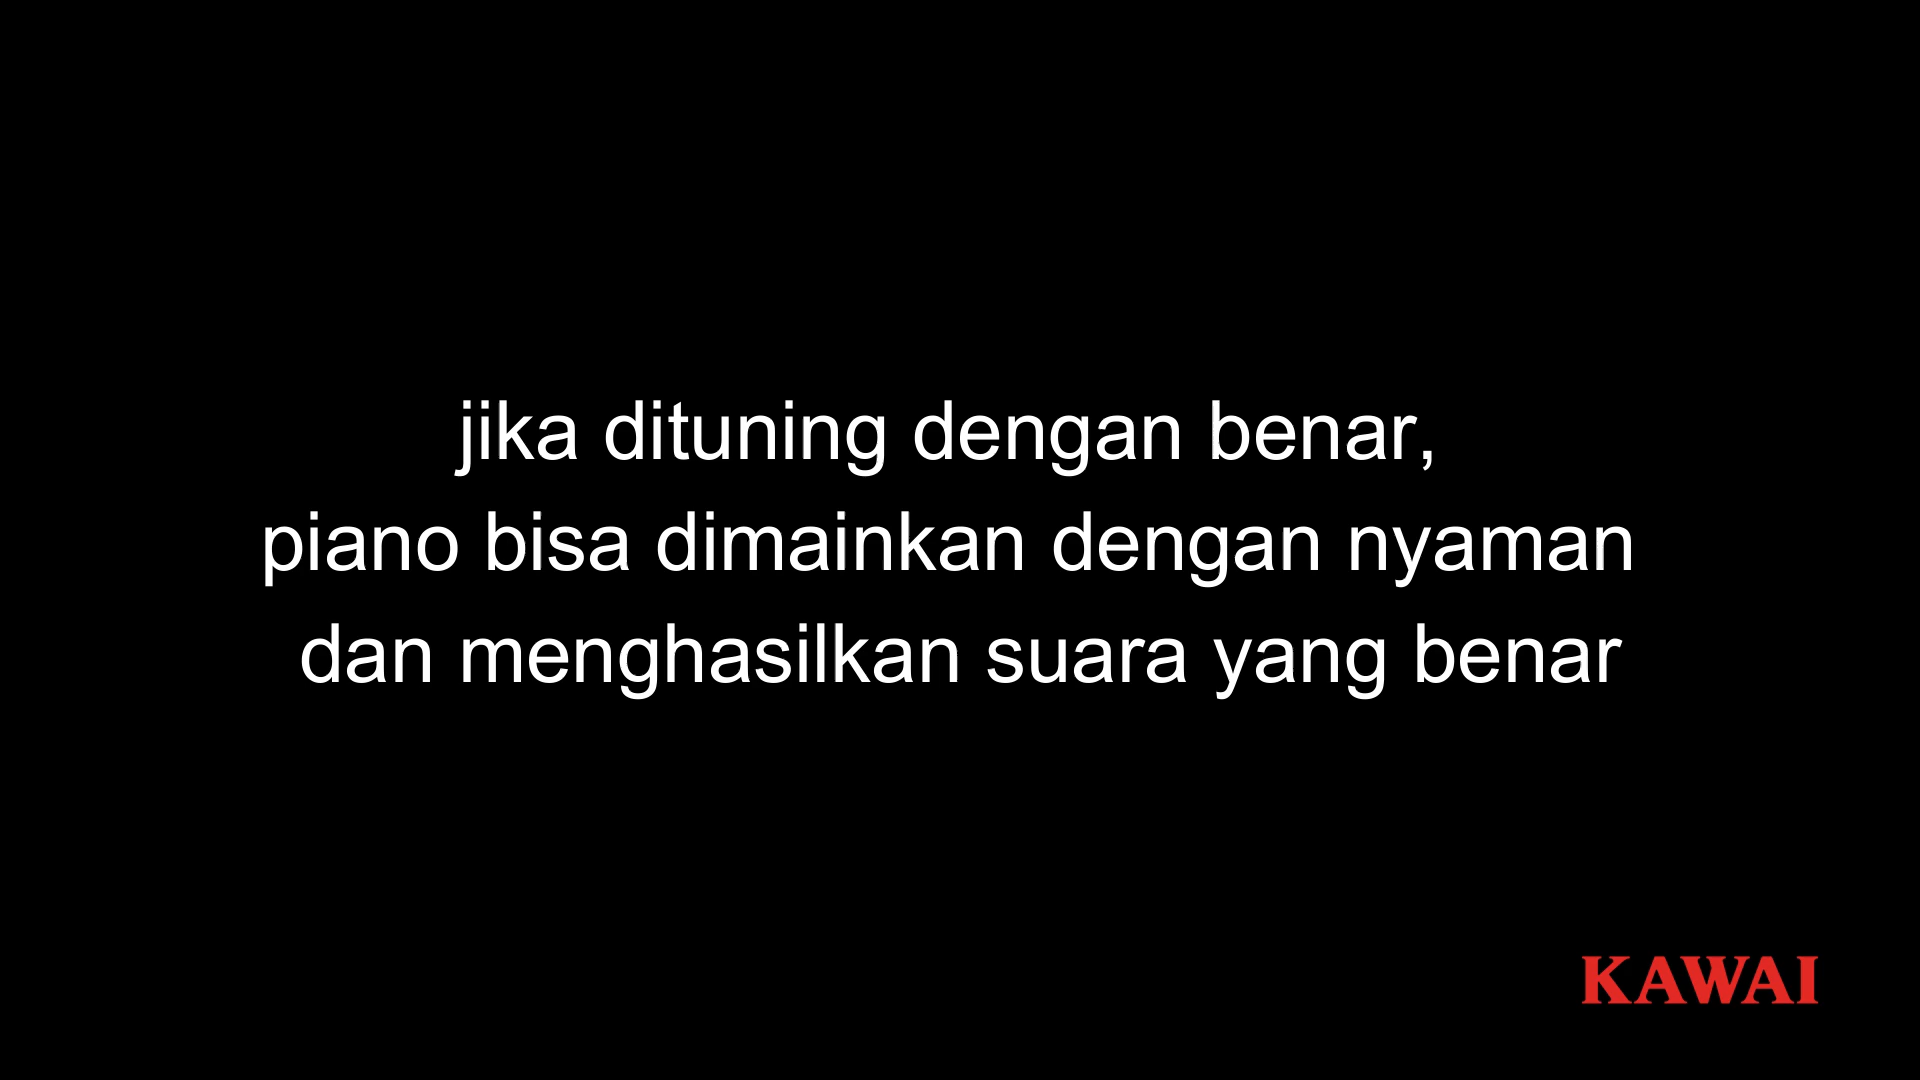 jika dituning dengan benar,
piano bisa dimainkan dengan nyaman
dan menghasilkan suara yang benar
KAWAI